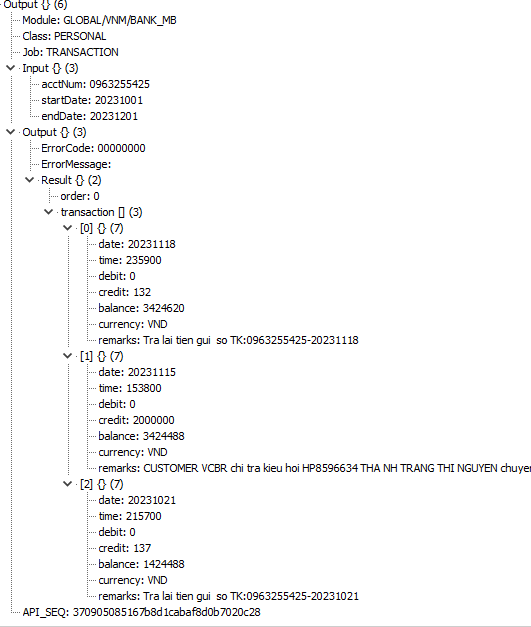 Output {} (6)
Module: GLOBAL/VNM/BANK_MB
Class: PERSONAL
Job: TRANSACTION
Input {} (3)
acctNum: 0963255425
startDate: 20231001
endDate: 20231201
Output {} (3)
ErrorCode: 00000000
ErrorMessage:
Result {} (2)
order: 0
transaction [] (3)
[0] {} (7)
date: 20231118
time: 235900
debit: 0
credit: 132
balance: 3424620
currency: VND
remarks: Tra lai tien gui  so TK:0963255425-20231118
[1] {} (7)
date: 20231115
time: 153800
debit: 0
credit: 2000000
balance: 3424488
currency: VND
remarks: CUSTOMER VCBR chi tra kieu hoi HP8596634 THA NH TRANG THI NGUYEN chuyen
[2] {} (7)
date: 20231021
time: 215700
debit: 0
credit: 137
balance: 1424488
currency: VND
remarks: Tra lai tien gui  so TK:0963255425-20231021
API_SEQ: 370905085167b8d1cabaf8d0b7020c28